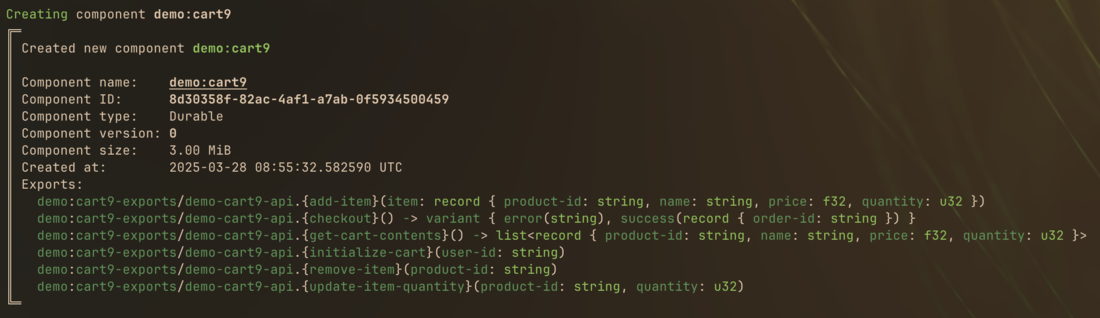 Creating component demo:cart9
Created new component demo:cart9
Component name: demo:cart9
Component ID: 8d30358f-82ac-4af1-a7ab-0f5934500459
Component type: Durable
Component version: 0
Component size: 3.00 MiB
Created at: 2025-03-28 08:55:32.582590 UTC
Exports:
demo:cart9-exports/demo-cart9-api.{add-item}(item: record { product-id: string, name: string, price: f32, quantity: u32 })
demo:cart9-exports/demo-cart9-api.{checkout}() -> variant { error(string), success(record { order-id: string }) }
demo:cart9-exports/demo-cart9-api.{get-cart-contents}() -> list<record { product-id: string, name: string, price: f32, quantity: u32 }>
demo:cart9-exports/demo-cart9-api.{initialize-cart}(user-id: string)
demo:cart9-exports/demo-cart9-api.{remove-item}(product-id: string)
demo:cart9-exports/demo-cart9-api.{update-item-quantity}(product-id: string, quantity: u32)